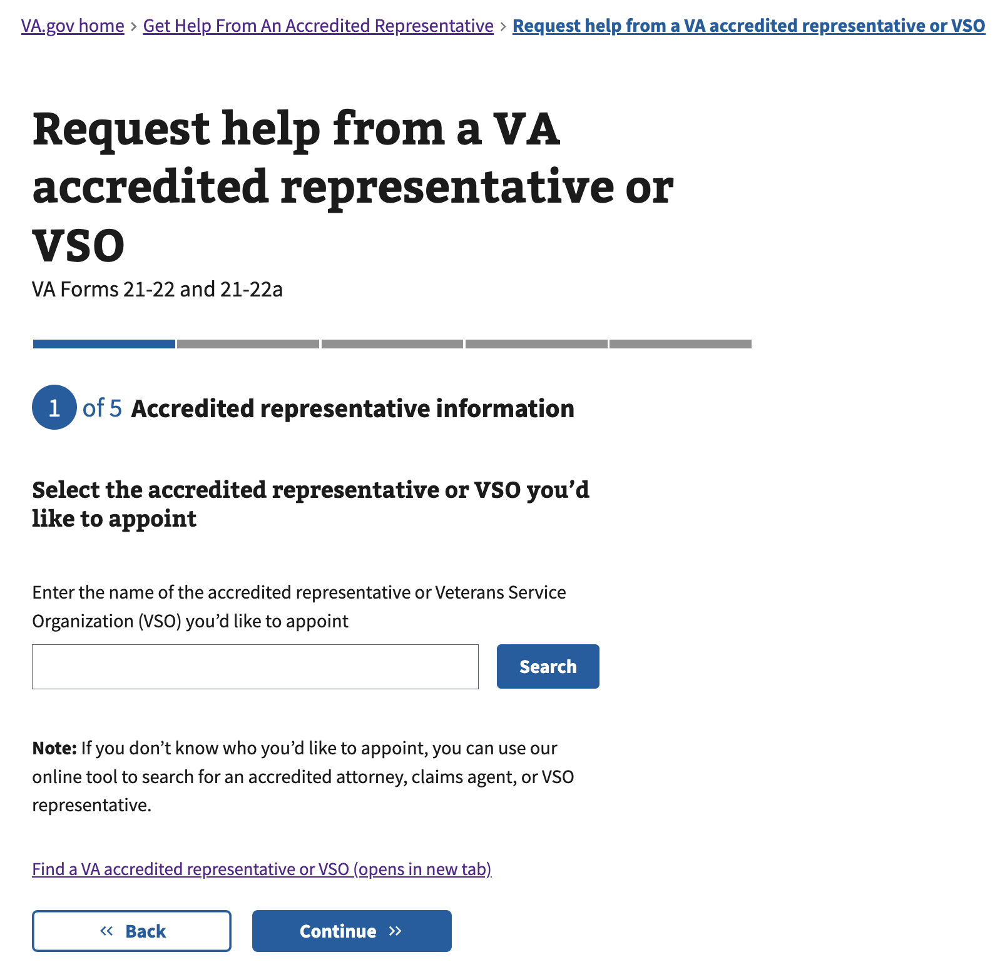 VA.gov home › Get Help From An Accredited Representative › Request help from a VA accredited representative or VSO
Request help from a VA
accredited representative or
VSO
VA Forms 21-22 and 21-22a
1 of 5 Accredited representative information
Select the accredited representative or VSO you’d
like to appoint
Enter the name of the accredited representative or Veterans Service
Organization (VSO) you’d like to appoint
Search
Note: If you don’t know who you’d like to appoint, you can use our
online tool to search for an accredited attorney, claims agent, or VSO
representative.
Find a VA accredited representative or VSO (opens in new tab)
« Back Continue »